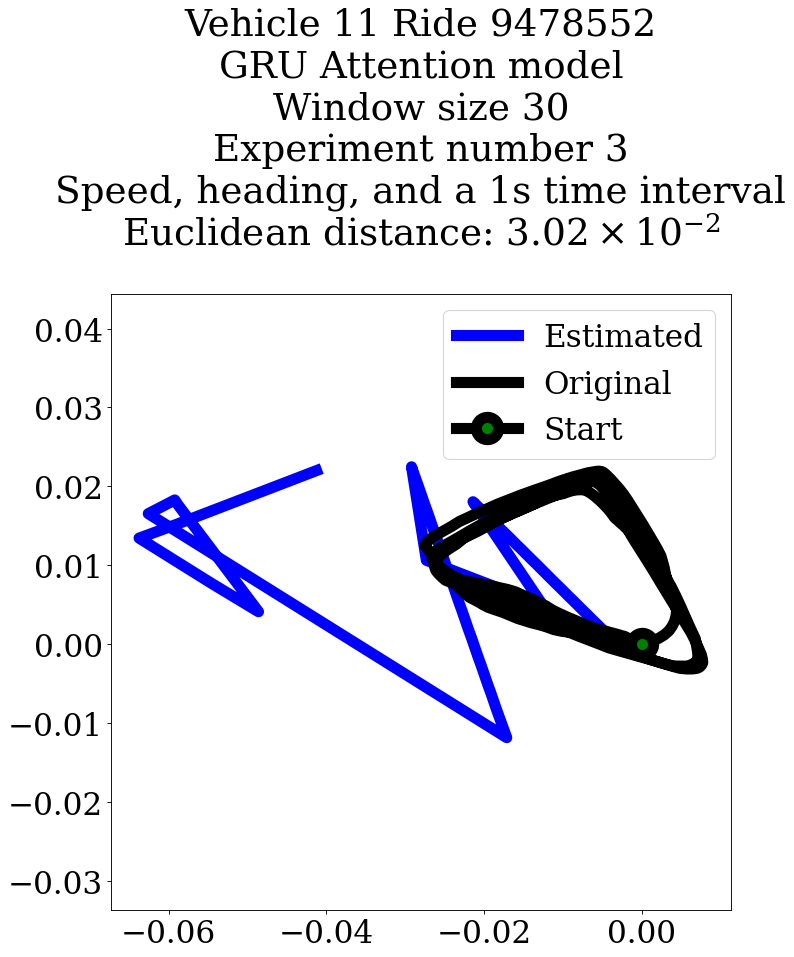 Vehicle 11 Ride 9478552
GRU Attention model
Window size 30
Experiment number 3
Speed, heading, and a 1s time interval
Euclidean distance: 3.02 × 10⁻²
Estimated
Original
Start
0.04
0.03
0.02
0.01
0.00
−0.01
−0.02
−0.03
−0.06
−0.04
−0.02
0.00